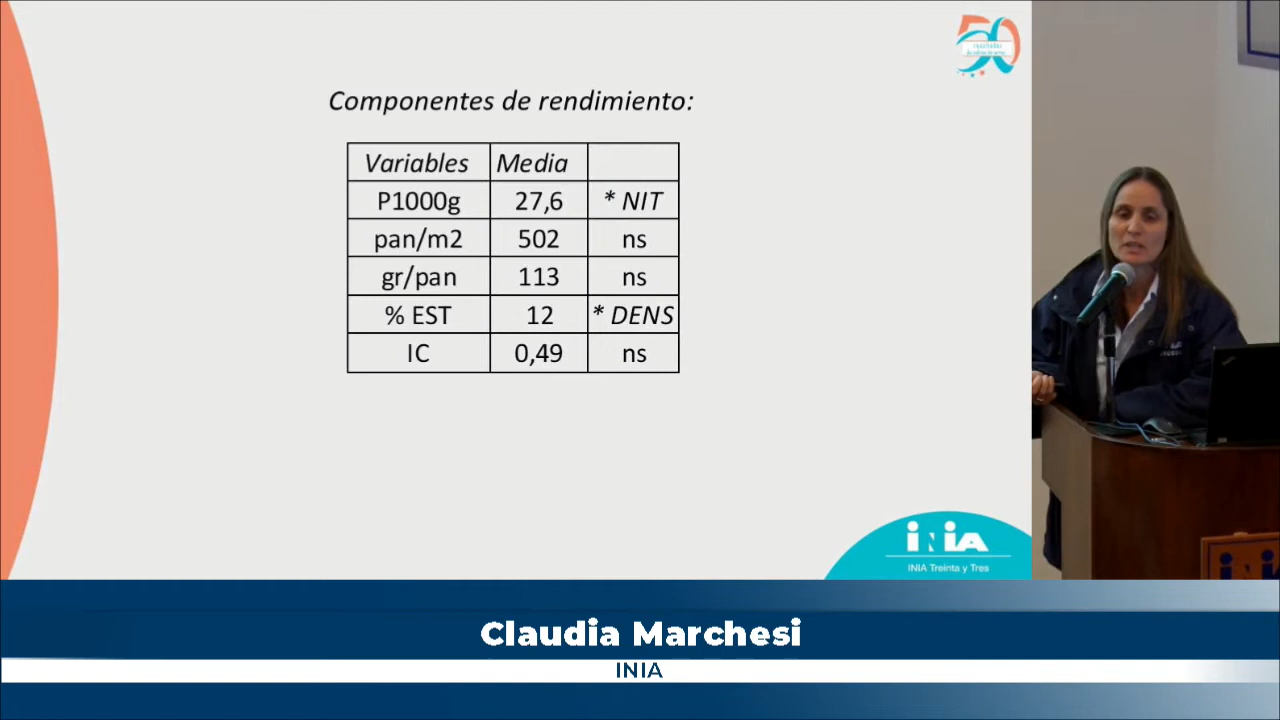 50
Componentes de rendimiento:
Variables Media
P1000g 27,6 * NIT
pan/m2 502 ns
gr/pan 113 ns
% EST 12 * DENS
IC 0,49 ns
iNiA
INIA Treinta y Tres
Claudia Marchesi
INIA